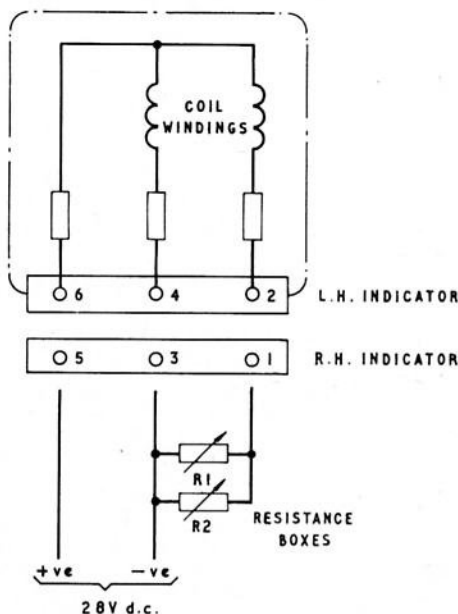 COIL
WINDINGS
6 4 2
L.H. INDICATOR
5 3 1
R.H. INDICATOR
R1
R2
RESISTANCE
BOXES
+ve -ve
28V d.c.